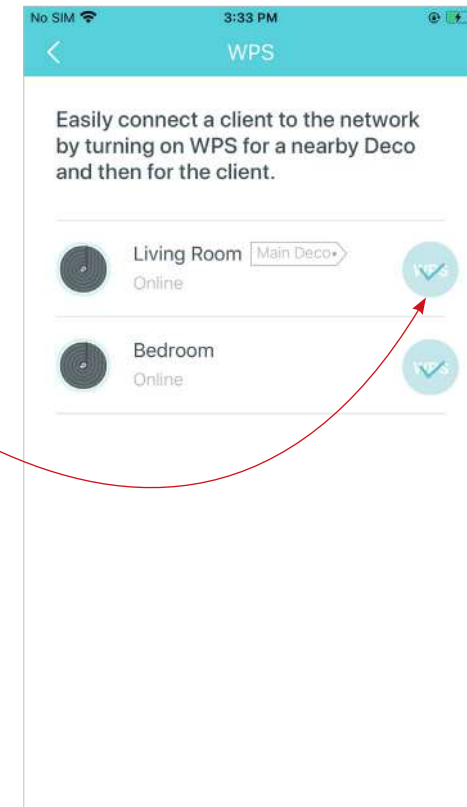 No SIM 3:33 PM
WPS
Easily connect a client to the network
by turning on WPS for a nearby Deco
and then for the client.
Living Room Main Deco
WPS
Online
Bedroom
WPS
Online